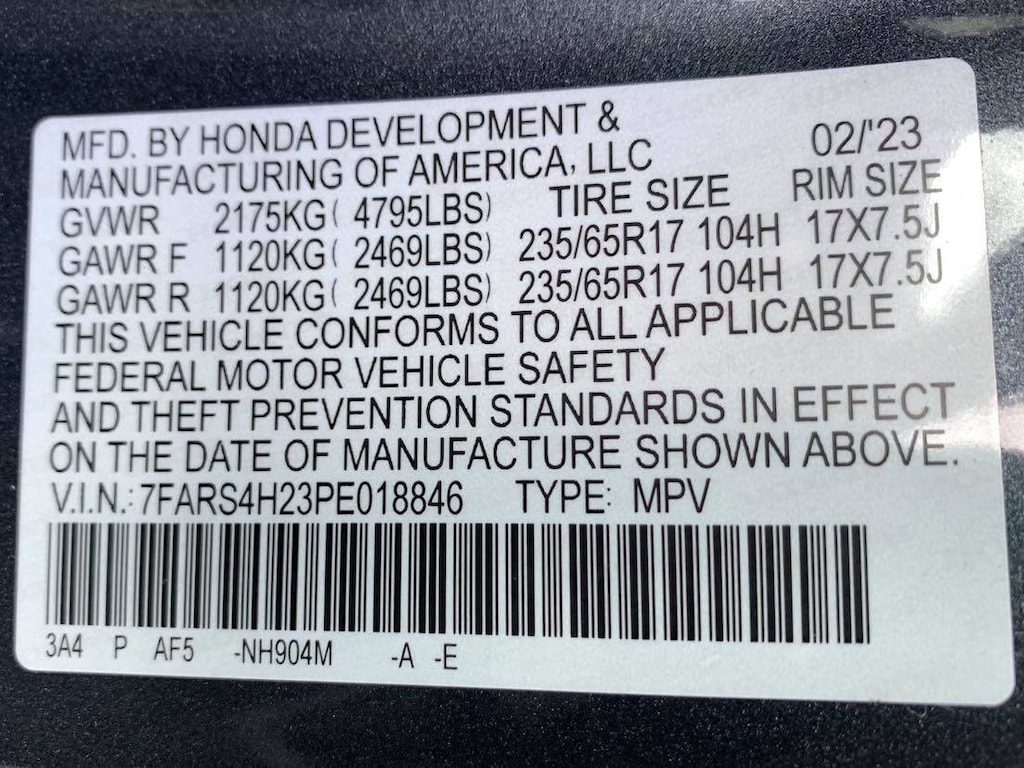 MFD. BY HONDA DEVELOPMENT &
MANUFACTURING OF AMERICA, LLC 02/'23
GVWR 2175KG( 4795LBS) TIRE SIZE RIM SIZE
GAWR F 1120KG( 2469LBS) 235/65R17 104H 17X7.5J
GAWR R 1120KG( 2469LBS) 235/65R17 104H 17X7.5J
THIS VEHICLE CONFORMS TO ALL APPLICABLE
FEDERAL MOTOR VEHICLE SAFETY
AND THEFT PREVENTION STANDARDS IN EFFECT
ON THE DATE OF MANUFACTURE SHOWN ABOVE.
V.I.N.: 7FARS4H23PE018846 TYPE: MPV
3A4 P AF5 -NH904M -A -E